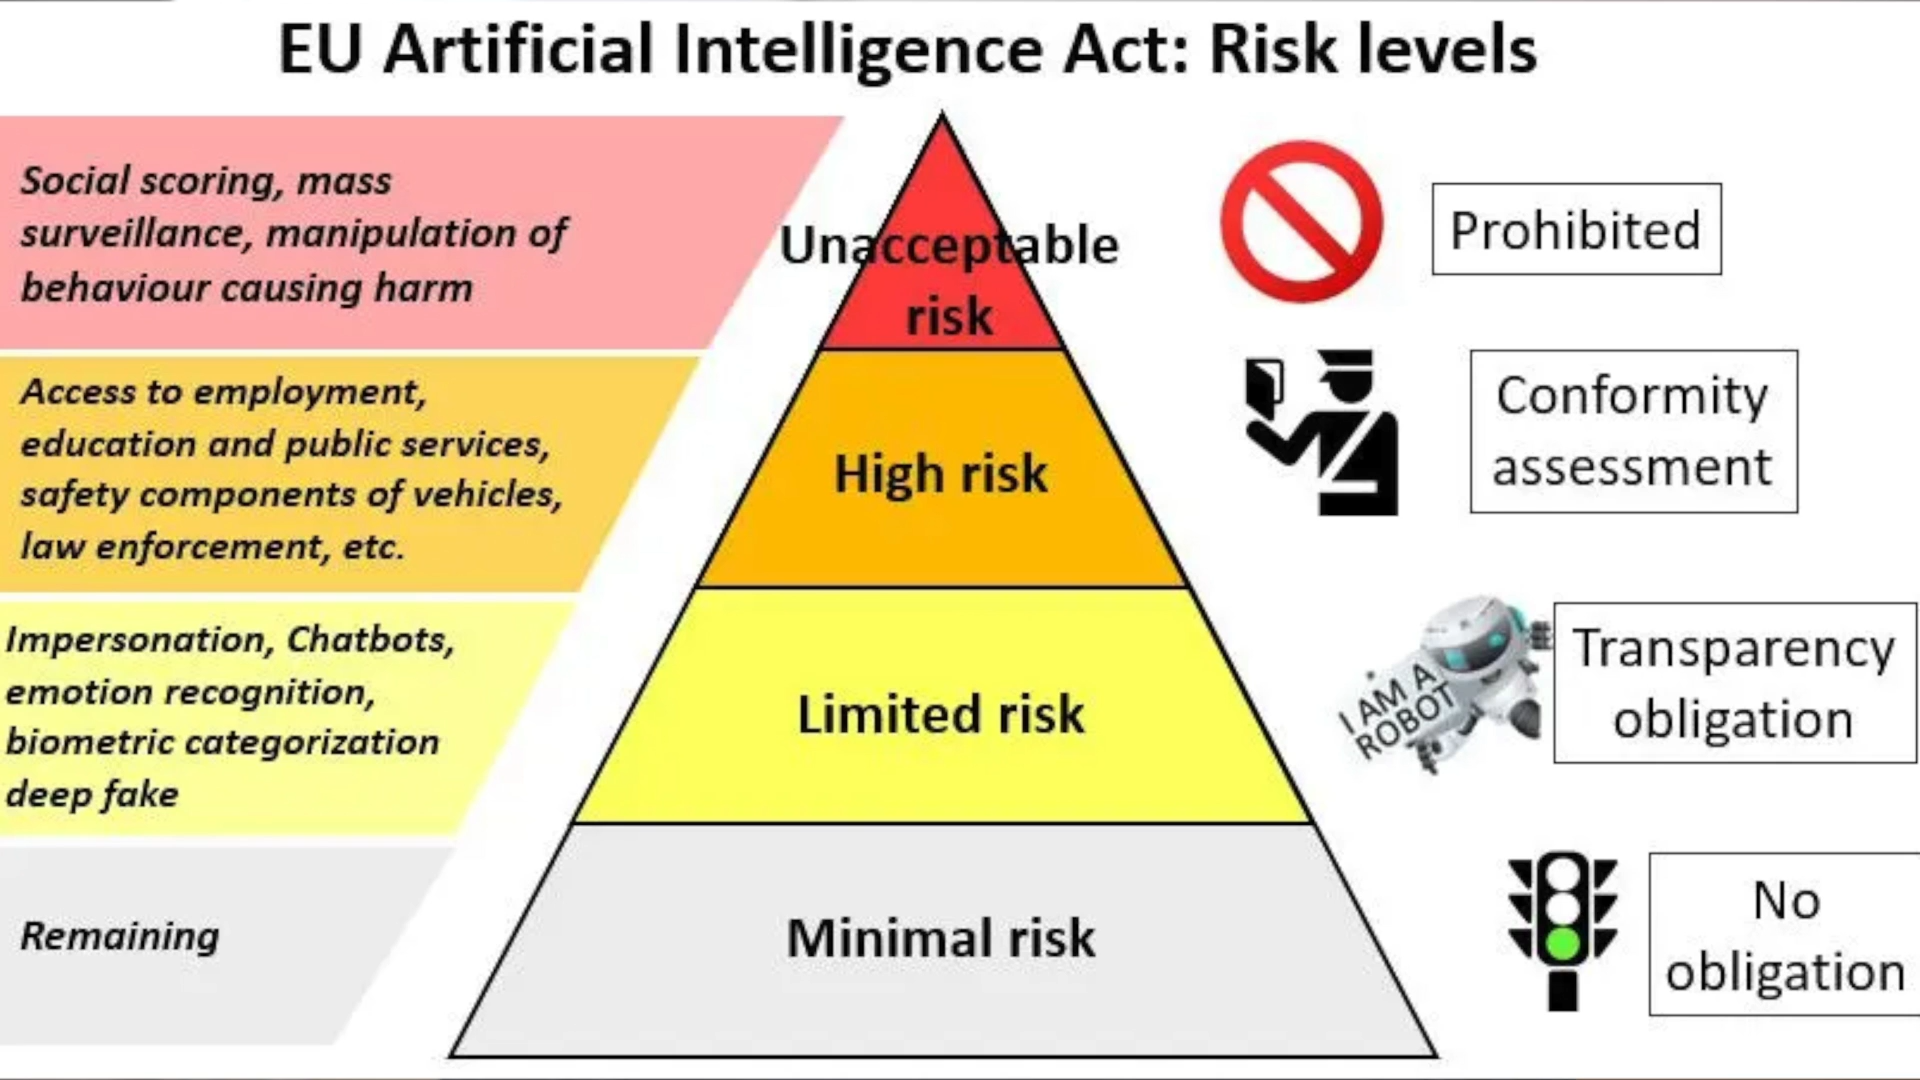 EU Artificial Intelligence Act: Risk levels
Social scoring, mass
surveillance, manipulation of
behaviour causing harm
Unacceptable
risk
Prohibited
Access to employment,
education and public services,
safety components of vehicles,
law enforcement, etc.
High risk
Conformity
assessment
Impersonation, Chatbots,
emotion recognition,
biometric categorization
deep fake
Limited risk
I AM A
ROBOT
Transparency
obligation
Remaining
Minimal risk
No
obligation